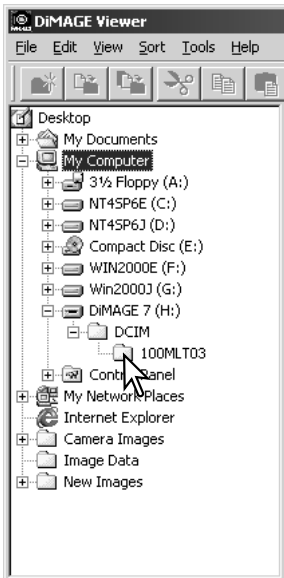 DiMAGE Viewer
File Edit View Sort Tools Help
Desktop
My Documents
My Computer
3½ Floppy (A:)
NT4SP6E (C:)
NT4SP6J (D:)
Compact Disc (E:)
WIN2000E (F:)
Win2000J (G:)
DiMAGE 7 (H:)
DCIM
100MLT03
Control Panel
My Network Places
Internet Explorer
Camera Images
Image Data
New Images